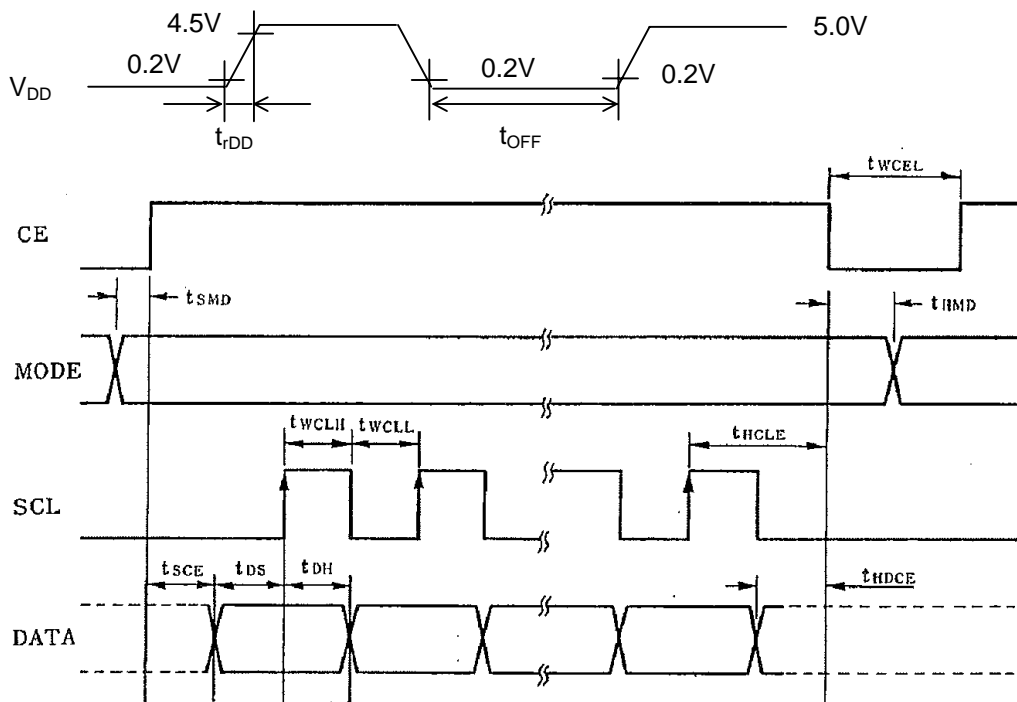 4.5V
5.0V
0.2V
0.2V
0.2V
VDD
trDD
tOFF
tWCEL
CE
tSMD
tHMD
MODE
tWCLH
tWCLL
tHCLE
SCL
tSCE
tDS
tDH
tHDCE
DATA